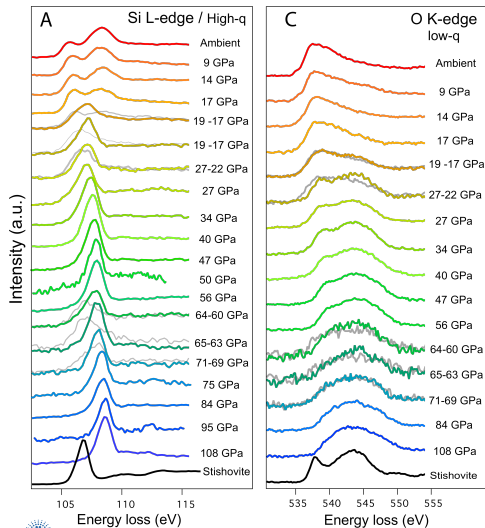 A
Si L-edge / High-q
Ambient
9 GPa
14 GPa
17 GPa
19 -17 GPa
19 -17 GPa
27-22 GPa
27 GPa
34 GPa
40 GPa
47 GPa
50 GPa
56 GPa
64-60 GPa
65-63 GPa
71-69 GPa
75 GPa
84 GPa
95 GPa
108 GPa
Stishovite
Intensity (a.u.)
105 110 115
Energy loss (eV)
C
O K-edge
low-q
Ambient
9 GPa
14 GPa
17 GPa
19 -17 GPa
27-22 GPa
27 GPa
34 GPa
40 GPa
47 GPa
56 GPa
64-60 GPa
65-63 GPa
71-69 GPa
84 GPa
108 GPa
Stishovite
535 540 545 550 555
Energy loss (eV)